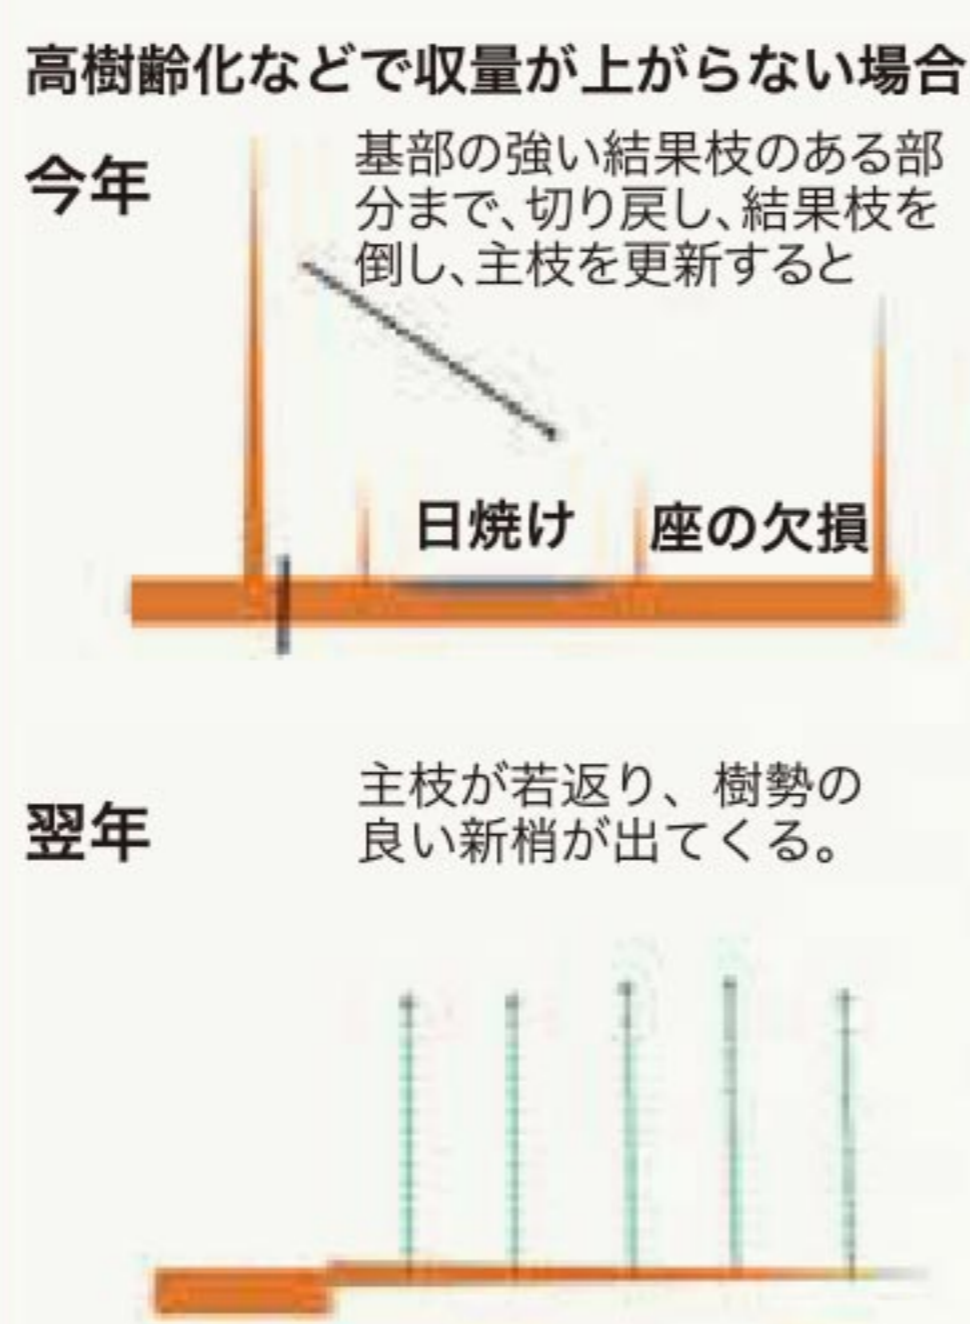 高樹齢化などで収量が上がらない場合
今年
基部の強い結果枝のある部
分まで、切り戻し、結果枝を
倒し、主枝を更新すると
日焼け
座の欠損
翌年
主枝が若返り、樹勢の
良い新梢が出てくる。